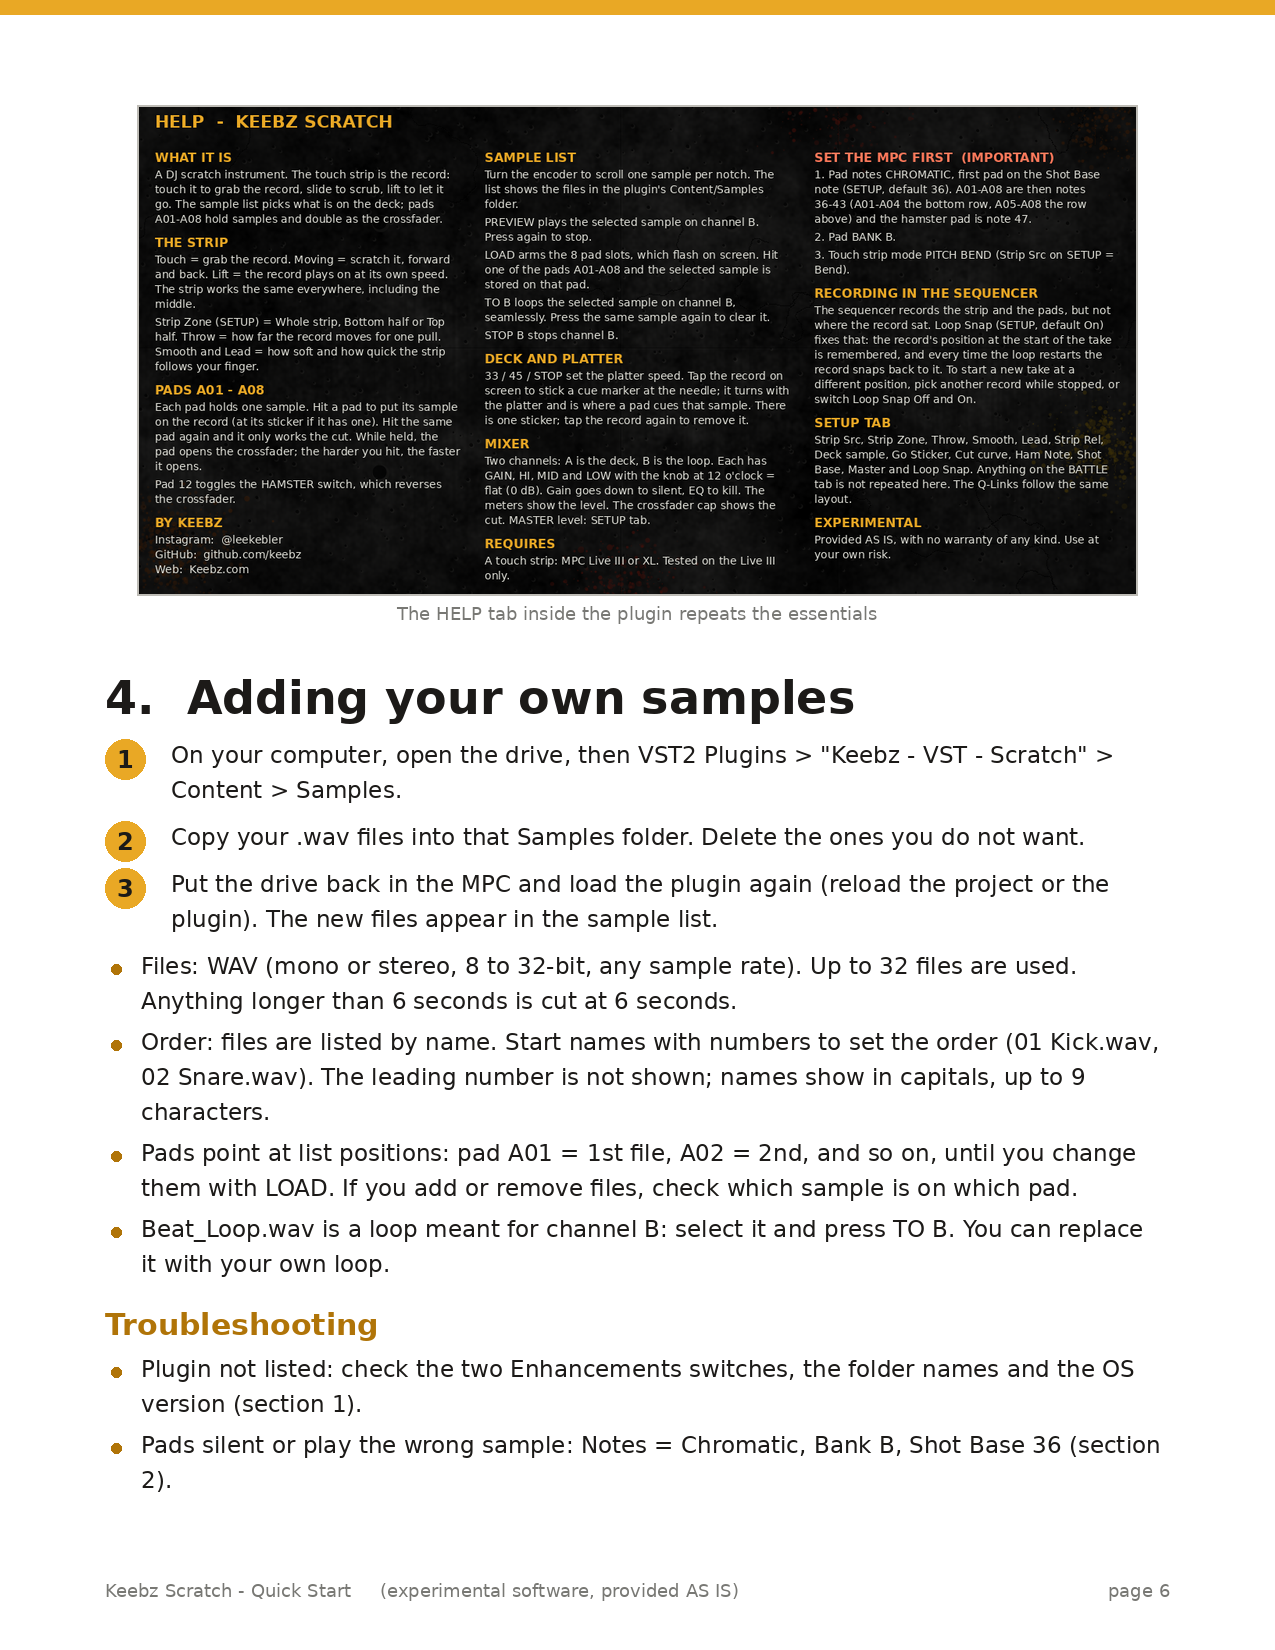 HELP - KEEBZ SCRATCH
WHAT IT IS
A DJ scratch instrument. The touch strip is the record:
touch it to grab the record, slide to scrub, lift to let it
go. The sample list picks what is on the deck; pads
A01-A08 hold samples and double as the crossfader.
THE STRIP
Touch = grab the record. Moving = scratch it, forward
and back. Lift = the record plays on at its own speed.
The strip works the same everywhere, including the
middle.
Strip Zone (SETUP) = Whole strip, Bottom half or Top
half. Throw = how far the record moves for one pull.
Smooth and Lead = how soft and how quick the strip
follows your finger.
PADS A01 - A08
Each pad holds one sample. Hit a pad to put its sample
on the record (at its sticker if it has one). Hit the same
pad again and it only works the cut. While held, the
pad opens the crossfader; the harder you hit, the faster
it opens.
Pad 12 toggles the HAMSTER switch, which reverses
the crossfader.
BY KEEBZ
Instagram: @leekebler
GitHub: github.com/keebz
Web: Keebz.com
SAMPLE LIST
Turn the encoder to scroll one sample per notch. The
list shows the files in the plugin's Content/Samples
folder.
PREVIEW plays the selected sample on channel B.
Press again to stop.
LOAD arms the 8 pad slots, which flash on screen. Hit
one of the pads A01-A08 and the selected sample is
stored on that pad.
TO B loops the selected sample on channel B,
seamlessly. Press the same sample again to clear it.
STOP B stops channel B.
DECK AND PLATTER
33 / 45 / STOP set the platter speed. Tap the record on
screen to stick a cue marker at the needle; it turns with
the platter and is where a pad cues that sample. There
is one sticker; tap the record again to remove it.
MIXER
Two channels: A is the deck, B is the loop. Each has
GAIN, HI, MID and LOW with the knob at 12 o'clock =
flat (0 dB). Gain goes down to silent, EQ to kill. The
meters show the level. The crossfader cap shows the
cut. MASTER level: SETUP tab.
REQUIRES
A touch strip: MPC Live III or XL. Tested on the Live III
only.
SET THE MPC FIRST (IMPORTANT)
1. Pad notes CHROMATIC, first pad on the Shot Base
note (SETUP, default 36). A01-A08 are then notes
36-43 (A01-A04 the bottom row, A05-A08 the row
above) and the hamster pad is note 47.
2. Pad BANK B.
3. Touch strip mode PITCH BEND (Strip Src on SETUP =
Bend).
RECORDING IN THE SEQUENCER
The sequencer records the strip and the pads, but not
where the record sat. Loop Snap (SETUP, default On)
fixes that: the record's position at the start of the take
is remembered, and every time the loop restarts the
record snaps back to it. To start a new take at a
different position, pick another record while stopped, or
switch Loop Snap Off and On.
SETUP TAB
Strip Src, Strip Zone, Throw, Smooth, Lead, Strip Rel,
Deck sample, Go Sticker, Cut curve, Ham Note, Shot
Base, Master and Loop Snap. Anything on the BATTLE
tab is not repeated here. The Q-Links follow the same
layout.
EXPERIMENTAL
Provided AS IS, with no warranty of any kind. Use at
your own risk.
The HELP tab inside the plugin repeats the essentials
4. Adding your own samples
1 On your computer, open the drive, then VST2 Plugins > "Keebz - VST - Scratch" >
Content > Samples.
2 Copy your .wav files into that Samples folder. Delete the ones you do not want.
3 Put the drive back in the MPC and load the plugin again (reload the project or the
plugin). The new files appear in the sample list.
• Files: WAV (mono or stereo, 8 to 32-bit, any sample rate). Up to 32 files are used.
Anything longer than 6 seconds is cut at 6 seconds.
• Order: files are listed by name. Start names with numbers to set the order (01 Kick.wav,
02 Snare.wav). The leading number is not shown; names show in capitals, up to 9
characters.
• Pads point at list positions: pad A01 = 1st file, A02 = 2nd, and so on, until you change
them with LOAD. If you add or remove files, check which sample is on which pad.
• Beat_Loop.wav is a loop meant for channel B: select it and press TO B. You can replace
it with your own loop.
Troubleshooting
• Plugin not listed: check the two Enhancements switches, the folder names and the OS
version (section 1).
• Pads silent or play the wrong sample: Notes = Chromatic, Bank B, Shot Base 36 (section
2).
Keebz Scratch - Quick Start (experimental software, provided AS IS) page 6